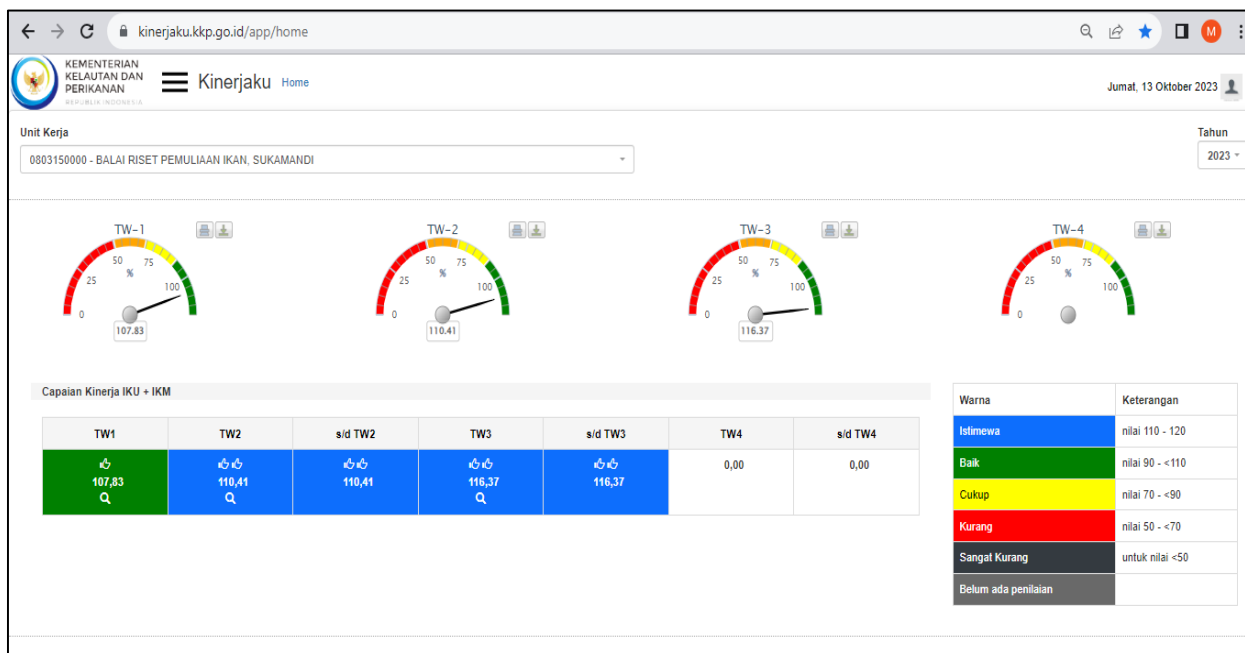 kinerjaku.kkp.go.id/app/home
M
KEMENTERIAN
KELAUTAN DAN
PERIKANAN
REPUBLIK INDONESIA
Kinerjaku Home
Jumat, 13 Oktober 2023
Unit Kerja
Tahun
0803150000 - BALAI RISET PEMULIAAN IKAN, SUKAMANDI
2023
TW-1
0 25 50 75 100
%
107.83
TW-2
0 25 50 75 100
%
110.41
TW-3
0 25 50 75 100
%
116.37
TW-4
0 25 50 75 100
%
Capaian Kinerja IKU + IKM
TW1 TW2 s/d TW2 TW3 s/d TW3 TW4 s/d TW4
107,83 110,41 110,41 116,37 116,37 0,00 0,00
Warna Keterangan
Istimewa nilai 110 - 120
Baik nilai 90 - <110
Cukup nilai 70 - <90
Kurang nilai 50 - <70
Sangat Kurang untuk nilai <50
Belum ada penilaian